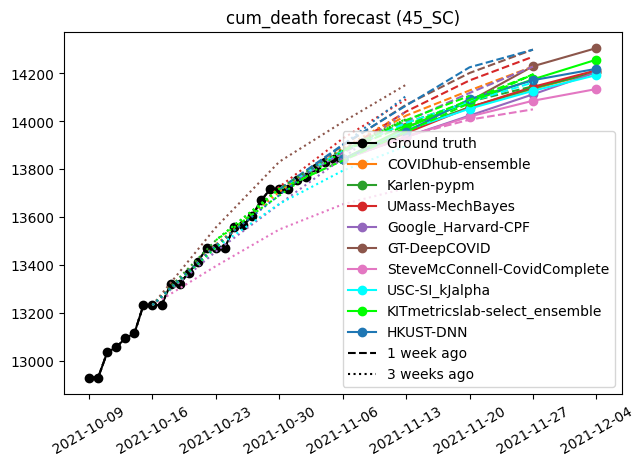 cum_death forecast (45_SC)
14200
14000
13800
13600
13400
13200
13000
Ground truth
COVIDhub-ensemble
Karlen-pypm
UMass-MechBayes
Google_Harvard-CPF
GT-DeepCOVID
SteveMcConnell-CovidComplete
USC-SI_kJalpha
KITmetricslab-select_ensemble
HKUST-DNN
1 week ago
3 weeks ago
2021-10-09
2021-10-16
2021-10-23
2021-10-30
2021-11-06
2021-11-13
2021-11-20
2021-11-27
2021-12-04